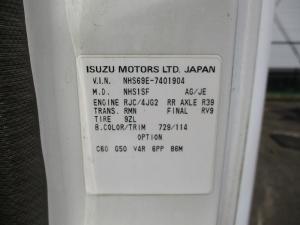 ISUZU MOTORS LTD. JAPAN
V.I.N. NHS69E-7401904
M.D. NHS1SF AG/JE
ENGINE RJC/4JG2 RR AXLE R39
TRANS. RMN FINAL RV9
TIRE 9ZL
B.COLOR/TRIM 729/114
OPTION
C60 G50 V4R 6PP B6M